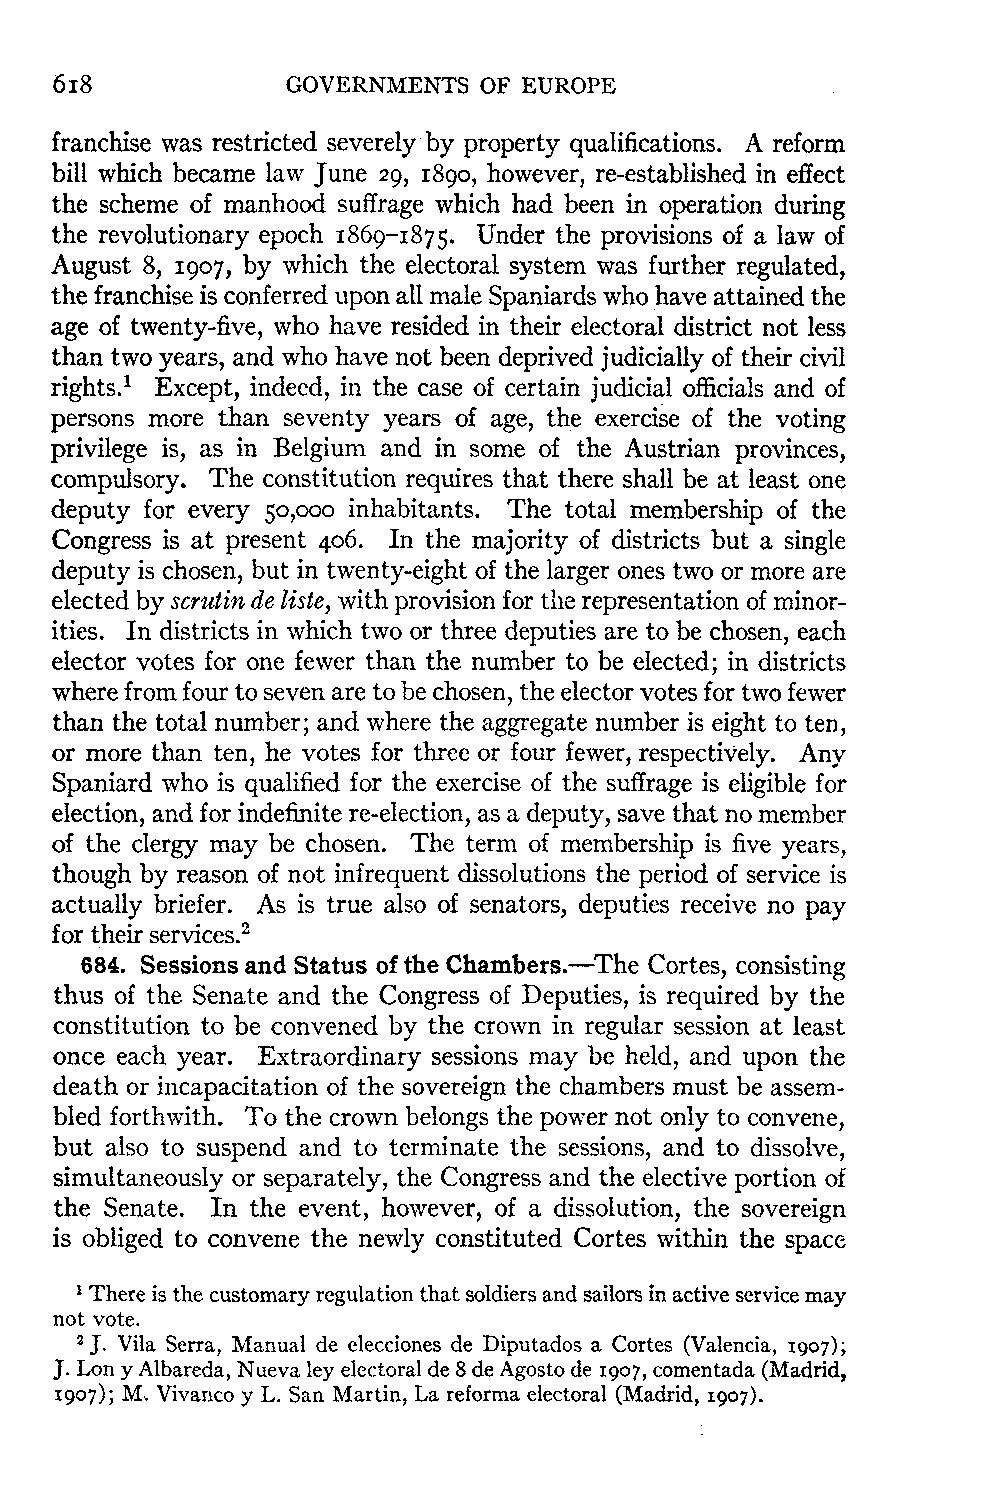 618 GOVERNMENTS OF EUROPE
franchise was restricted severely by property qualifications. A reform
bill which became law June 29, 1890, however, re-established in effect
the scheme of manhood suffrage which had been in operation during
the revolutionary epoch 1869–1875. Under the provisions of a law of
August 8, 1907, by which the electoral system was further regulated,
the franchise is conferred upon all male Spaniards who have attained the
age of twenty-five, who have resided in their electoral district not less
than two years, and who have not been deprived judicially of their civil
rights.¹ Except, indeed, in the case of certain judicial officials and of
persons more than seventy years of age, the exercise of the voting
privilege is, as in Belgium and in some of the Austrian provinces,
compulsory. The constitution requires that there shall be at least one
deputy for every 50,000 inhabitants. The total membership of the
Congress is at present 406. In the majority of districts but a single
deputy is chosen, but in twenty-eight of the larger ones two or more are
elected by scrutin de liste, with provision for the representation of minor-
ities. In districts in which two or three deputies are to be chosen, each
elector votes for one fewer than the number to be elected; in districts
where from four to seven are to be chosen, the elector votes for two fewer
than the total number; and where the aggregate number is eight to ten,
or more than ten, he votes for three or four fewer, respectively. Any
Spaniard who is qualified for the exercise of the suffrage is eligible for
election, and for indefinite re-election, as a deputy, save that no member
of the clergy may be chosen. The term of membership is five years,
though by reason of not infrequent dissolutions the period of service is
actually briefer. As is true also of senators, deputies receive no pay
for their services.²
684. Sessions and Status of the Chambers.—The Cortes, consisting
thus of the Senate and the Congress of Deputies, is required by the
constitution to be convened by the crown in regular session at least
once each year. Extraordinary sessions may be held, and upon the
death or incapacitation of the sovereign the chambers must be assem-
bled forthwith. To the crown belongs the power not only to convene,
but also to suspend and to terminate the sessions, and to dissolve,
simultaneously or separately, the Congress and the elective portion of
the Senate. In the event, however, of a dissolution, the sovereign
is obliged to convene the newly constituted Cortes within the space
¹ There is the customary regulation that soldiers and sailors in active service may
not vote.
² J. Vila Serra, Manual de elecciones de Diputados a Cortes (Valencia, 1907);
J. Lon y Albareda, Nueva ley electoral de 8 de Agosto de 1907, comentada (Madrid,
1907); M. Vivanco y L. San Martin, La reforma electoral (Madrid, 1907).